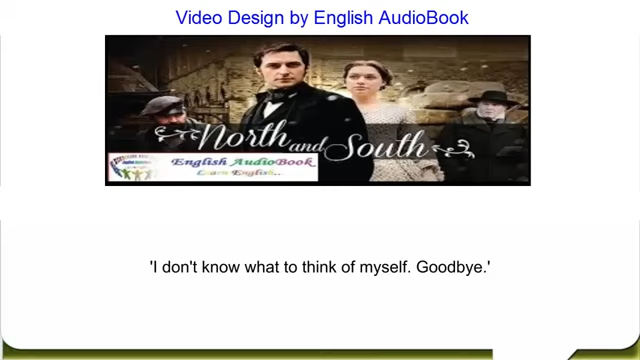 Video Design by English AudioBook
North and South
English AudioBook
Learn English...
'I don't know what to think of myself. Goodbye.'